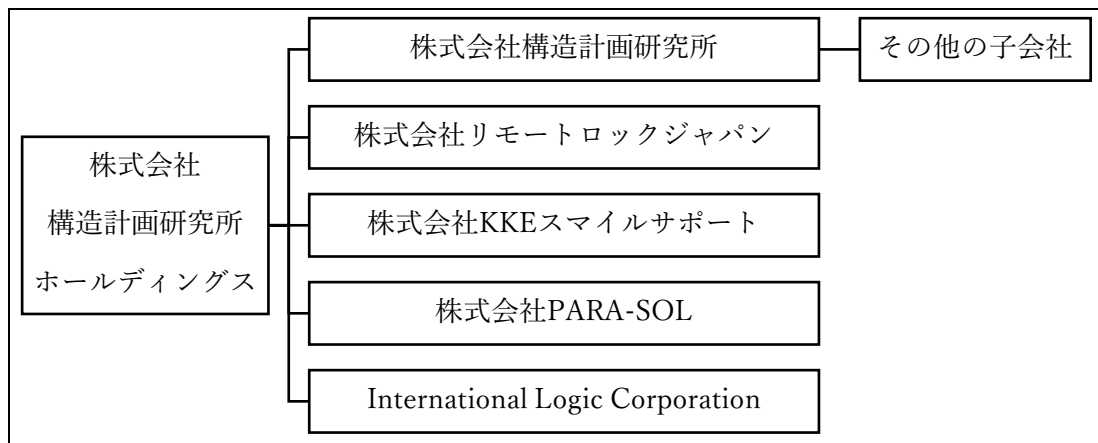 株式会社
構造計画研究所
ホールディングス
株式会社構造計画研究所
その他の子会社
株式会社リモートロックジャパン
株式会社KKEスマイルサポート
株式会社PARA-SOL
International Logic Corporation